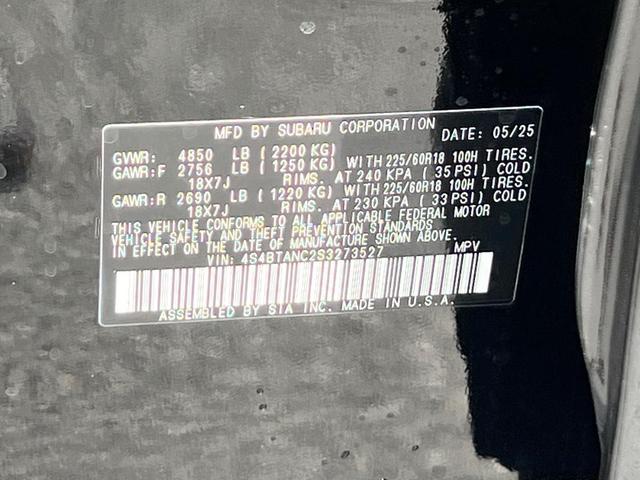 MFD BY SUBARU CORPORATION DATE: 05/25
GVWR: 4850 LB ( 2200 KG)
GAWR:F 2756 LB ( 1250 KG) WITH 225/60R18 100H TIRES.
18X7J RIMS. AT 240 KPA ( 35 PSI) COLD
GAWR:R 2690 LB ( 1220 KG) WITH 225/60R18 100H TIRES.
18X7J RIMS. AT 230 KPA ( 33 PSI) COLD
THIS VEHICLE CONFORMS TO ALL APPLICABLE FEDERAL MOTOR
VEHICLE SAFETY AND THEFT PREVENTION STANDARDS
IN EFFECT ON THE DATE OF MANUFACTURE SHOWN ABOVE.
VIN: 4S4BTANC2S3273527 MPV
ASSEMBLED BY SIA INC. MADE IN U.S.A.